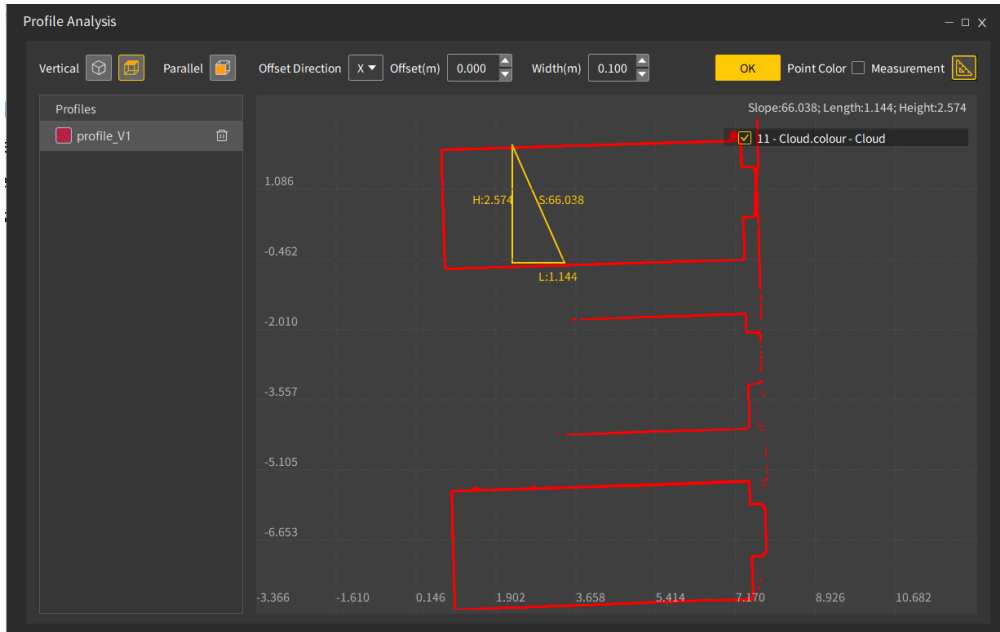 Profile Analysis
Vertical Parallel Offset Direction X Offset(m) 0.000 Width(m) 0.100 OK Point Color Measurement
Profiles
profile_V1
Slope:66.038; Length:1.144; Height:2.574
11 - Cloud.colour - Cloud
1.086
H:2.574 S:66.038
-0.462
L:1.144
-2.010
-3.557
-5.105
-6.653
-3.366 -1.610 0.146 1.902 3.658 5.414 7.170 8.926 10.682